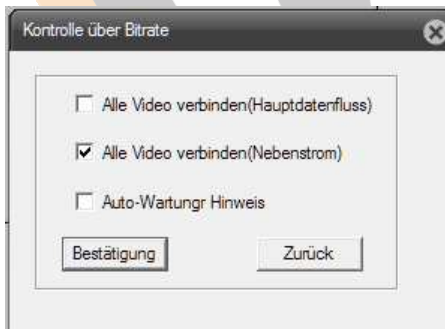 Kontrolle über Bitrate
Alle Video verbinden(Hauptdatenfluss)
Alle Video verbinden(Nebenstrom)
Auto-Wartungr Hinweis
Bestätigung
Zurück